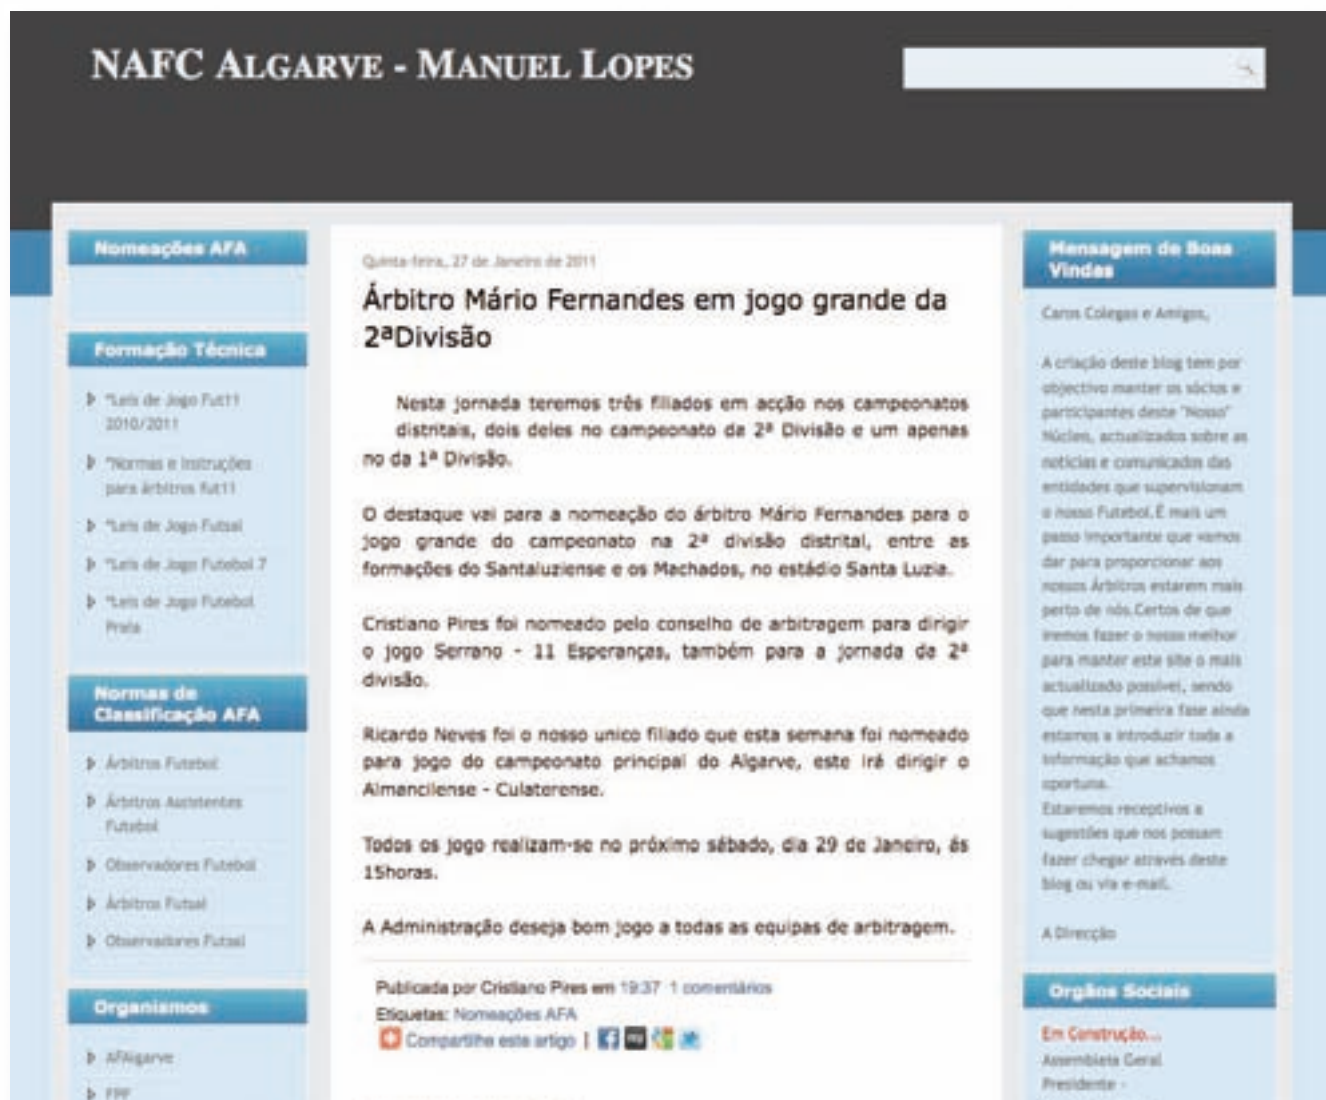 NAFC ALGARVE - MANUEL LOPES
Nomeações AFA
Formação Técnica
*Leis de Jogo Fut11
2010/2011
*Normas e Instruções
para árbitros fut11
*Leis de Jogo Futsal
*Leis de Jogo Futebol 7
*Leis de Jogo Futebol
Praia
Normas de
Classificação AFA
Árbitros Futebol
Árbitros Assistentes
Futebol
Observadores Futebol
Árbitros Futsal
Observadores Futsal
Organismos
AFAlgarve
FPF
Quinta-feira, 27 de Janeiro de 2011
Árbitro Mário Fernandes em jogo grande da
2ªDivisão
Nesta jornada teremos três filiados em acção nos campeonatos
distritais, dois deles no campeonato da 2ª Divisão e um apenas
no da 1ª Divisão.
O destaque vai para a nomeação do árbitro Mário Fernandes para o
jogo grande do campeonato na 2ª divisão distrital, entre as
formações do Santaluziense e os Machados, no estádio Santa Luzia.
Cristiano Pires foi nomeado pelo conselho de arbitragem para dirigir
o jogo Serrano - 11 Esperanças, também para a jornada da 2ª
divisão.
Ricardo Neves foi o nosso unico filiado que esta semana foi nomeado
para jogo do campeonato principal do Algarve, este irá dirigir o
Almancilense - Culaterense.
Todos os jogo realizam-se no próximo sábado, dia 29 de Janeiro, ás
15horas.
A Administração deseja bom jogo a todas as equipas de arbitragem.
Publicada por Cristiano Pires em 19:37 1 comentários
Etiquetas: Nomeações AFA
Compartilhe este artigo |
Mensagem de Boas
Vindas
Caros Colegas e Amigos,
A criação deste blog tem por
objectivo manter os sócios e
participantes deste "Nosso"
Núcleo, actualizados sobre as
noticias e comunicados das
entidades que supervisionam
o nosso Futebol.É mais um
passo importante que vamos
dar para proporcionar aos
nossos Árbitros estarem mais
perto de nós.Certos de que
iremos fazer o nosso melhor
para manter este site o mais
actualizado possível, sendo
que nesta primeira fase ainda
estamos a introduzir toda a
informação que achamos
oportuna.
Estaremos receptivos a
sugestões que nos possam
fazer chegar através deste
blog ou via e-mail.
A Direcção
Orgãos Sociais
Em Construção...
Assembleia Geral
Presidente -